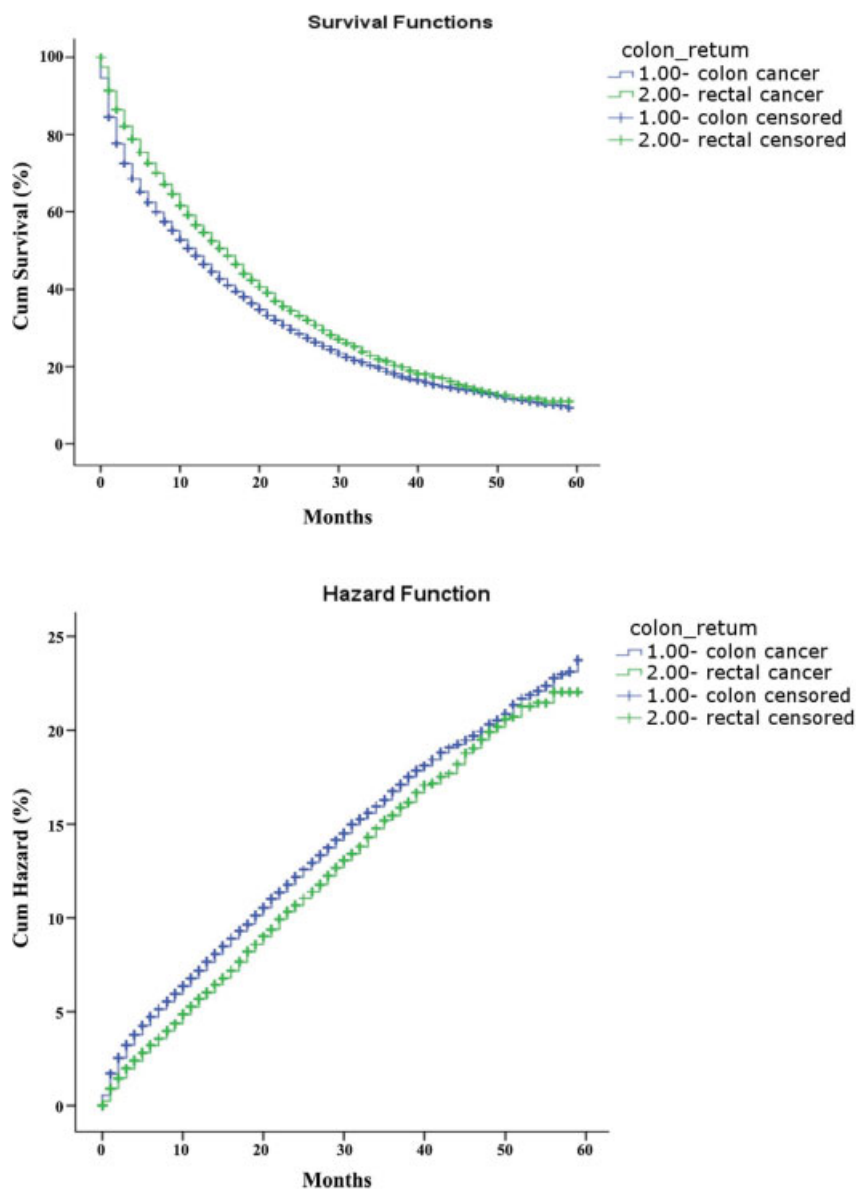 Survival Functions
colon_retum
1.00- colon cancer
2.00- rectal cancer
1.00- colon censored
2.00- rectal censored
Cum Survival (%)
100
80
60
40
20
0
0 10 20 30 40 50 60
Months
Hazard Function
colon_retum
1.00- colon cancer
2.00- rectal cancer
1.00- colon censored
2.00- rectal censored
Cum Hazard (%)
25
20
15
10
5
0
0 10 20 30 40 50 60
Months